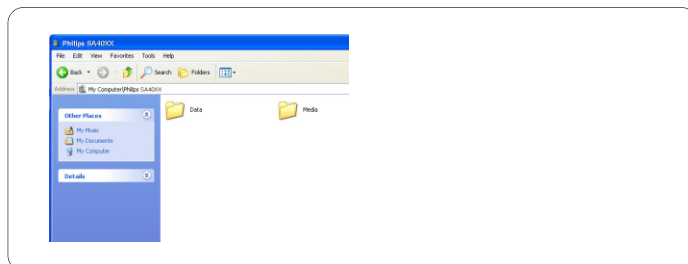 Philips SA40XX
File Edit View Favorites Tools Help
Back Search Folders
Address My Computer\Philips SA40XX
Other Places
My Music
My Documents
My Computer
Details
Data
Media